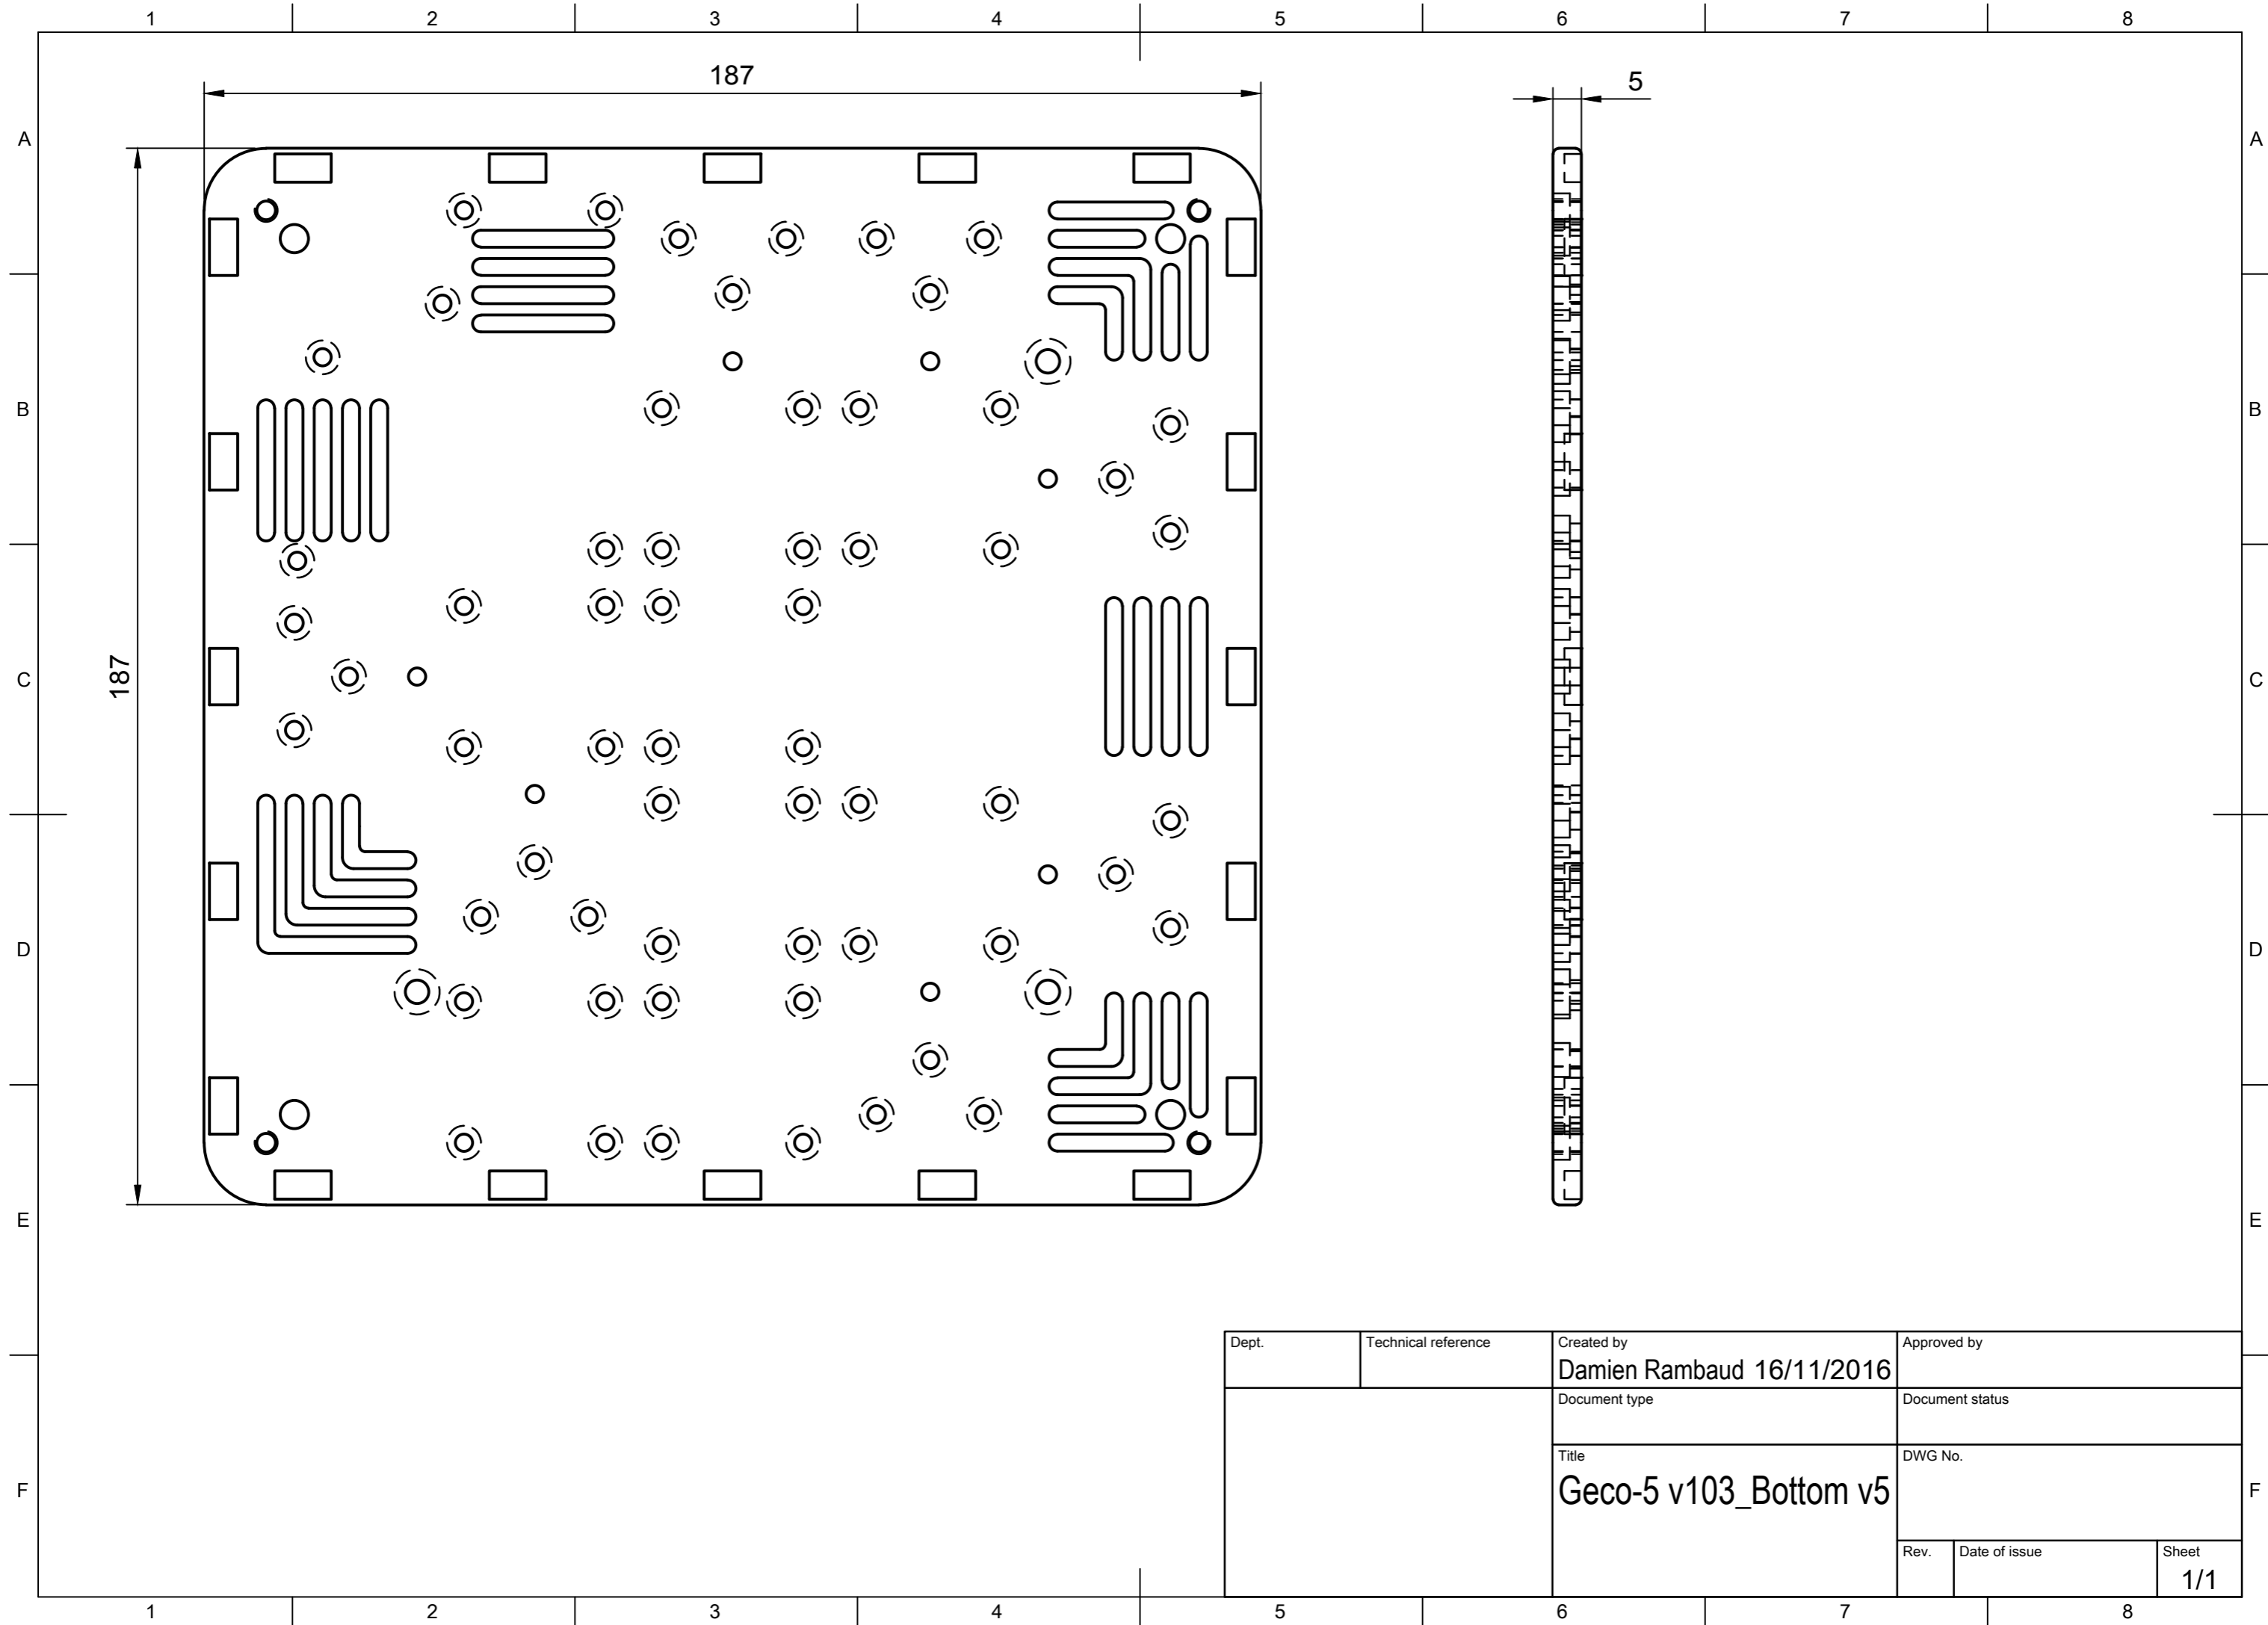 1 2 3 4 5 6 7 8
187
5
A A
B B
187
C C
D D
E E
F F
Dept. Technical reference Created by Approved by
Damien Rambaud 16/11/2016
Document type Document status
Title DWG No.
Geco-5 v103_Bottom v5
Rev. Date of issue Sheet
1/1
1 2 3 4 5 6 7 8